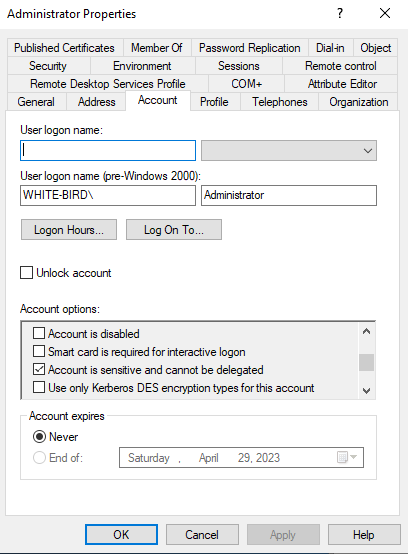 Administrator Properties
?
Published Certificates Member Of Password Replication Dial-in Object
Security Environment Sessions Remote control
Remote Desktop Services Profile COM+ Attribute Editor
General Address Account Profile Telephones Organization
User logon name:
User logon name (pre-Windows 2000):
WHITE-BIRD\ Administrator
Logon Hours... Log On To...
Unlock account
Account options:
Account is disabled
Smart card is required for interactive logon
Account is sensitive and cannot be delegated
Use only Kerberos DES encryption types for this account
Account expires
Never
End of: Saturday , April 29, 2023
OK Cancel Apply Help